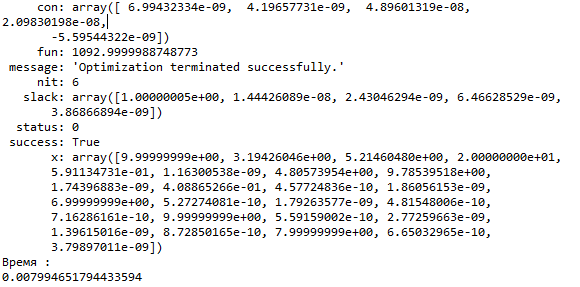 con: array([ 6.99432334e-09,  4.19657731e-09,  4.89601319e-08,
2.09830198e-08,
-5.59544322e-09])
fun: 1092.9999988748773
message: 'Optimization terminated successfully.'
nit: 6
slack: array([1.00000005e+00, 1.44426089e-08, 2.43046294e-09, 6.46628529e-09,
3.86866894e-09])
status: 0
success: True
x: array([9.99999999e+00, 3.19426046e+00, 5.21460480e+00, 2.00000000e+01,
5.91134731e-01, 1.16300538e-09, 4.80573954e+00, 9.78539518e+00,
1.74396883e-09, 4.08865266e-01, 4.57724836e-10, 1.86056153e-09,
6.99999999e+00, 5.27274081e-10, 1.79263577e-09, 4.81548006e-10,
7.16286161e-10, 9.99999999e+00, 5.59159002e-10, 2.77259663e-09,
1.39615016e-09, 8.72850165e-10, 7.99999999e+00, 6.65032965e-10,
3.79897011e-09])
Время :
0.007994651794433594